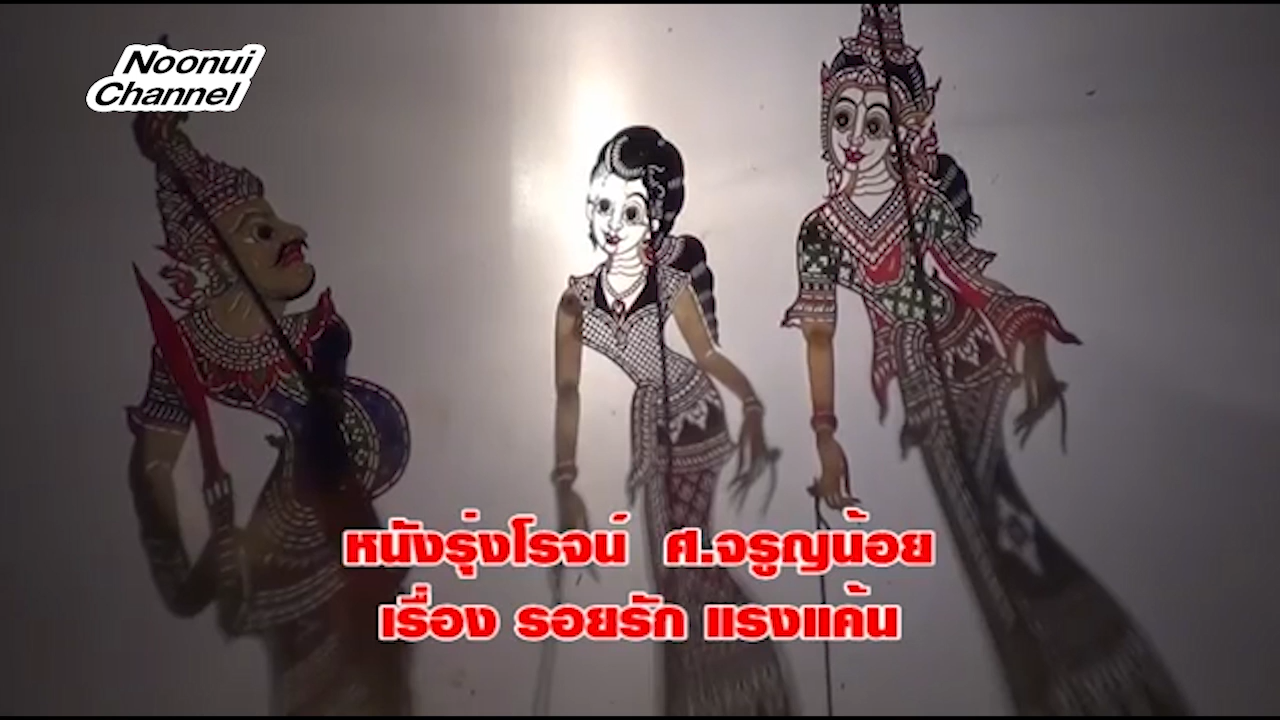 Noonui
Channel
หนังรุ่งโรจน์ ศ.จรูญน้อย
เรื่อง รอยรัก แรงแค้น